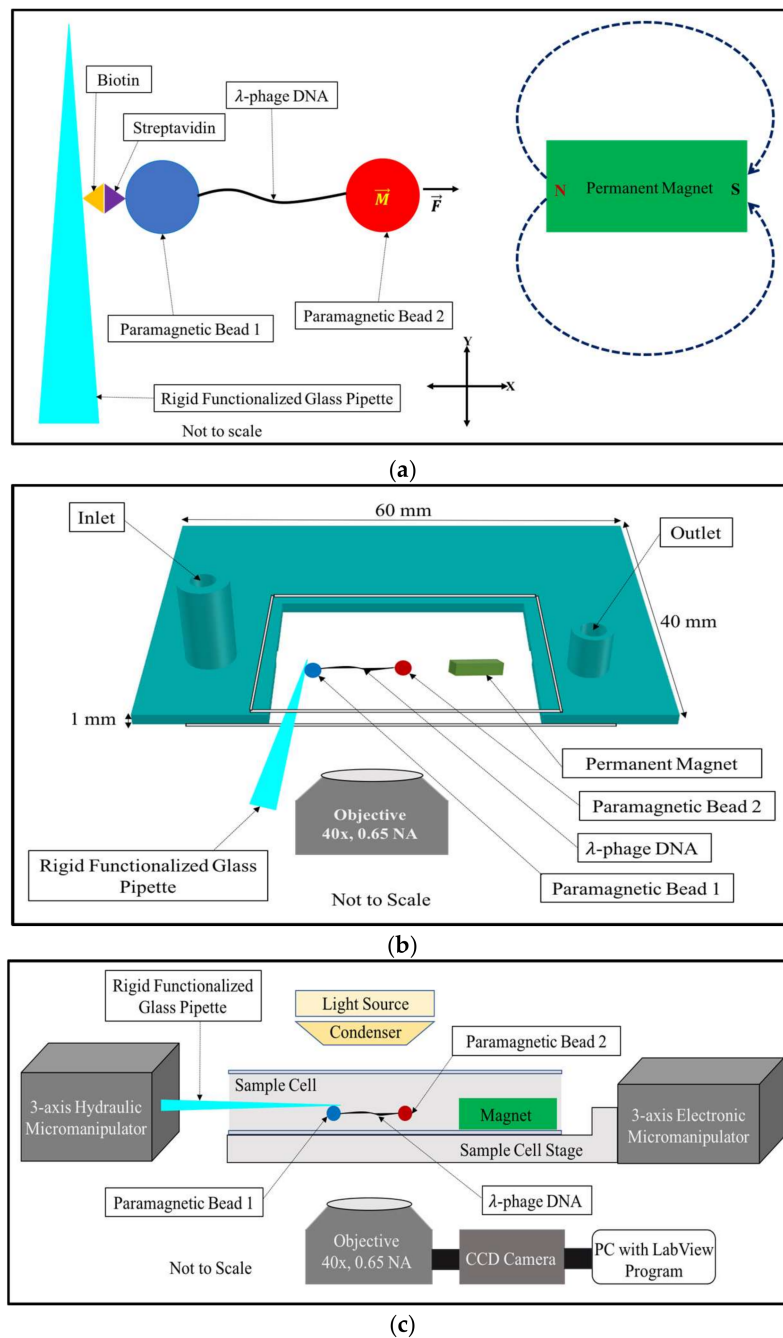 Biotin
λ-phage DNA
Streptavidin
N
Permanent Magnet
S
M
F
Paramagnetic Bead 1
Paramagnetic Bead 2
Y
X
Rigid Functionalized Glass Pipette
Not to scale
(a)
60 mm
Inlet
Outlet
40 mm
1 mm
Permanent Magnet
Objective
40x, 0.65 NA
Paramagnetic Bead 2
λ-phage DNA
Rigid Functionalized Glass
Pipette
Paramagnetic Bead 1
Not to Scale
(b)
Rigid Functionalized
Glass Pipette
Light Source
Condenser
Paramagnetic Bead 2
Sample Cell
3-axis Hydraulic
Micromanipulator
Magnet
3-axis Electronic
Micromanipulator
Sample Cell Stage
Paramagnetic Bead 1
λ-phage DNA
Objective
40x, 0.65 NA
CCD Camera
PC with LabView
Program
Not to Scale
(c)